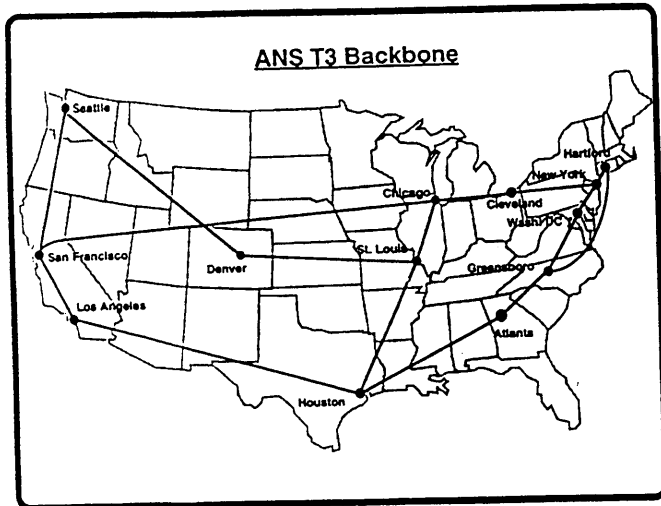 ANS T3 Backbone
Seattle
Hartford
New York
Chicago
Cleveland
Wash DC
St. Louis
San Francisco
Denver
Greensboro
Los Angeles
Atlanta
Houston